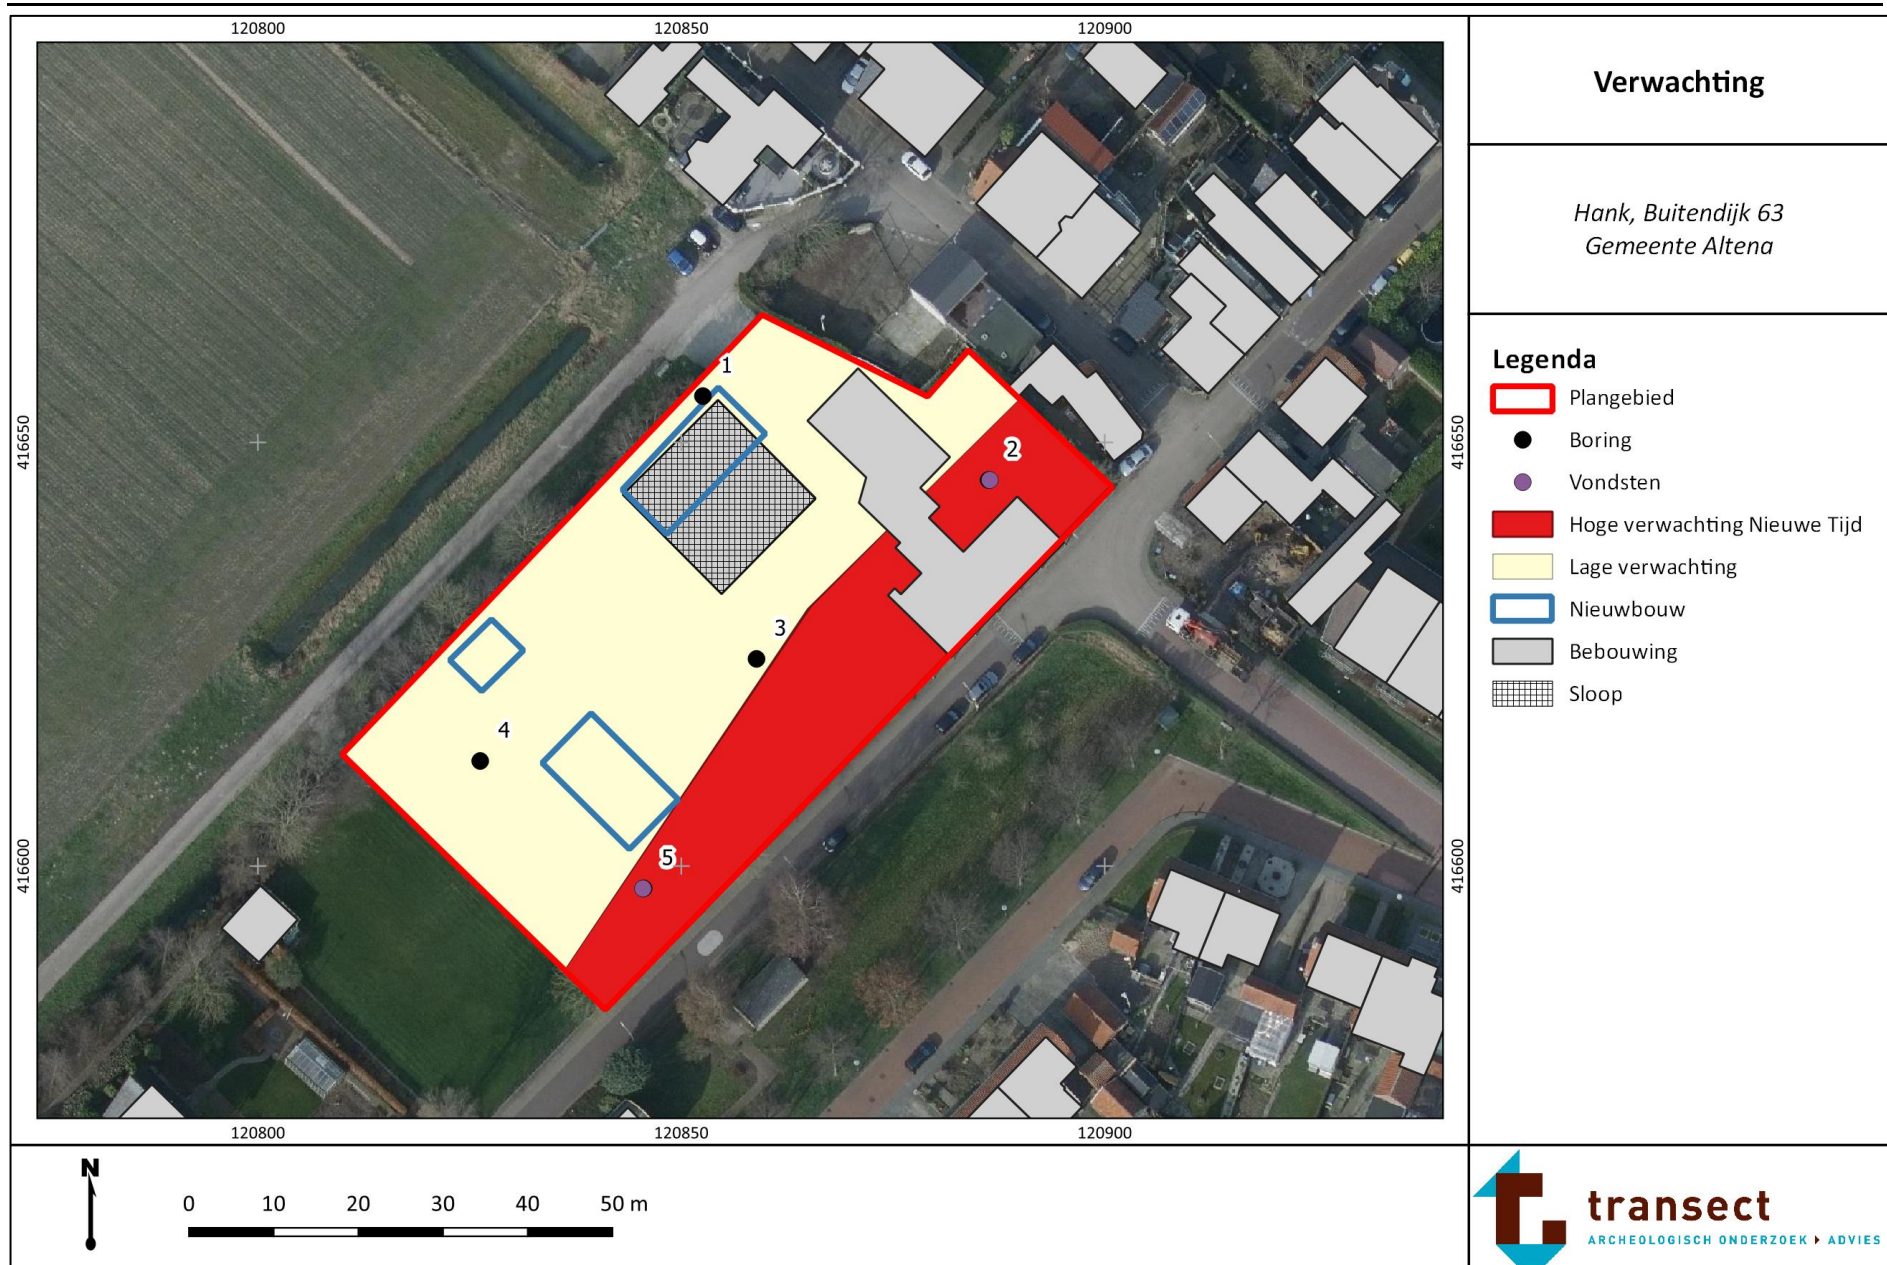 120800
120850
120900
Verwachting
Hank, Buitendijk 63
Gemeente Altena
Legenda
Plangebied
Boring
Vondsten
Hoge verwachting Nieuwe Tijd
Lage verwachting
Nieuwbouw
Bebouwing
Sloop
416650
416650
416600
416600
1
2
3
4
5
120800
120850
120900
N
0 10 20 30 40 50 m
transect
ARCHEOLOGISCH ONDERZOEK ADVIES